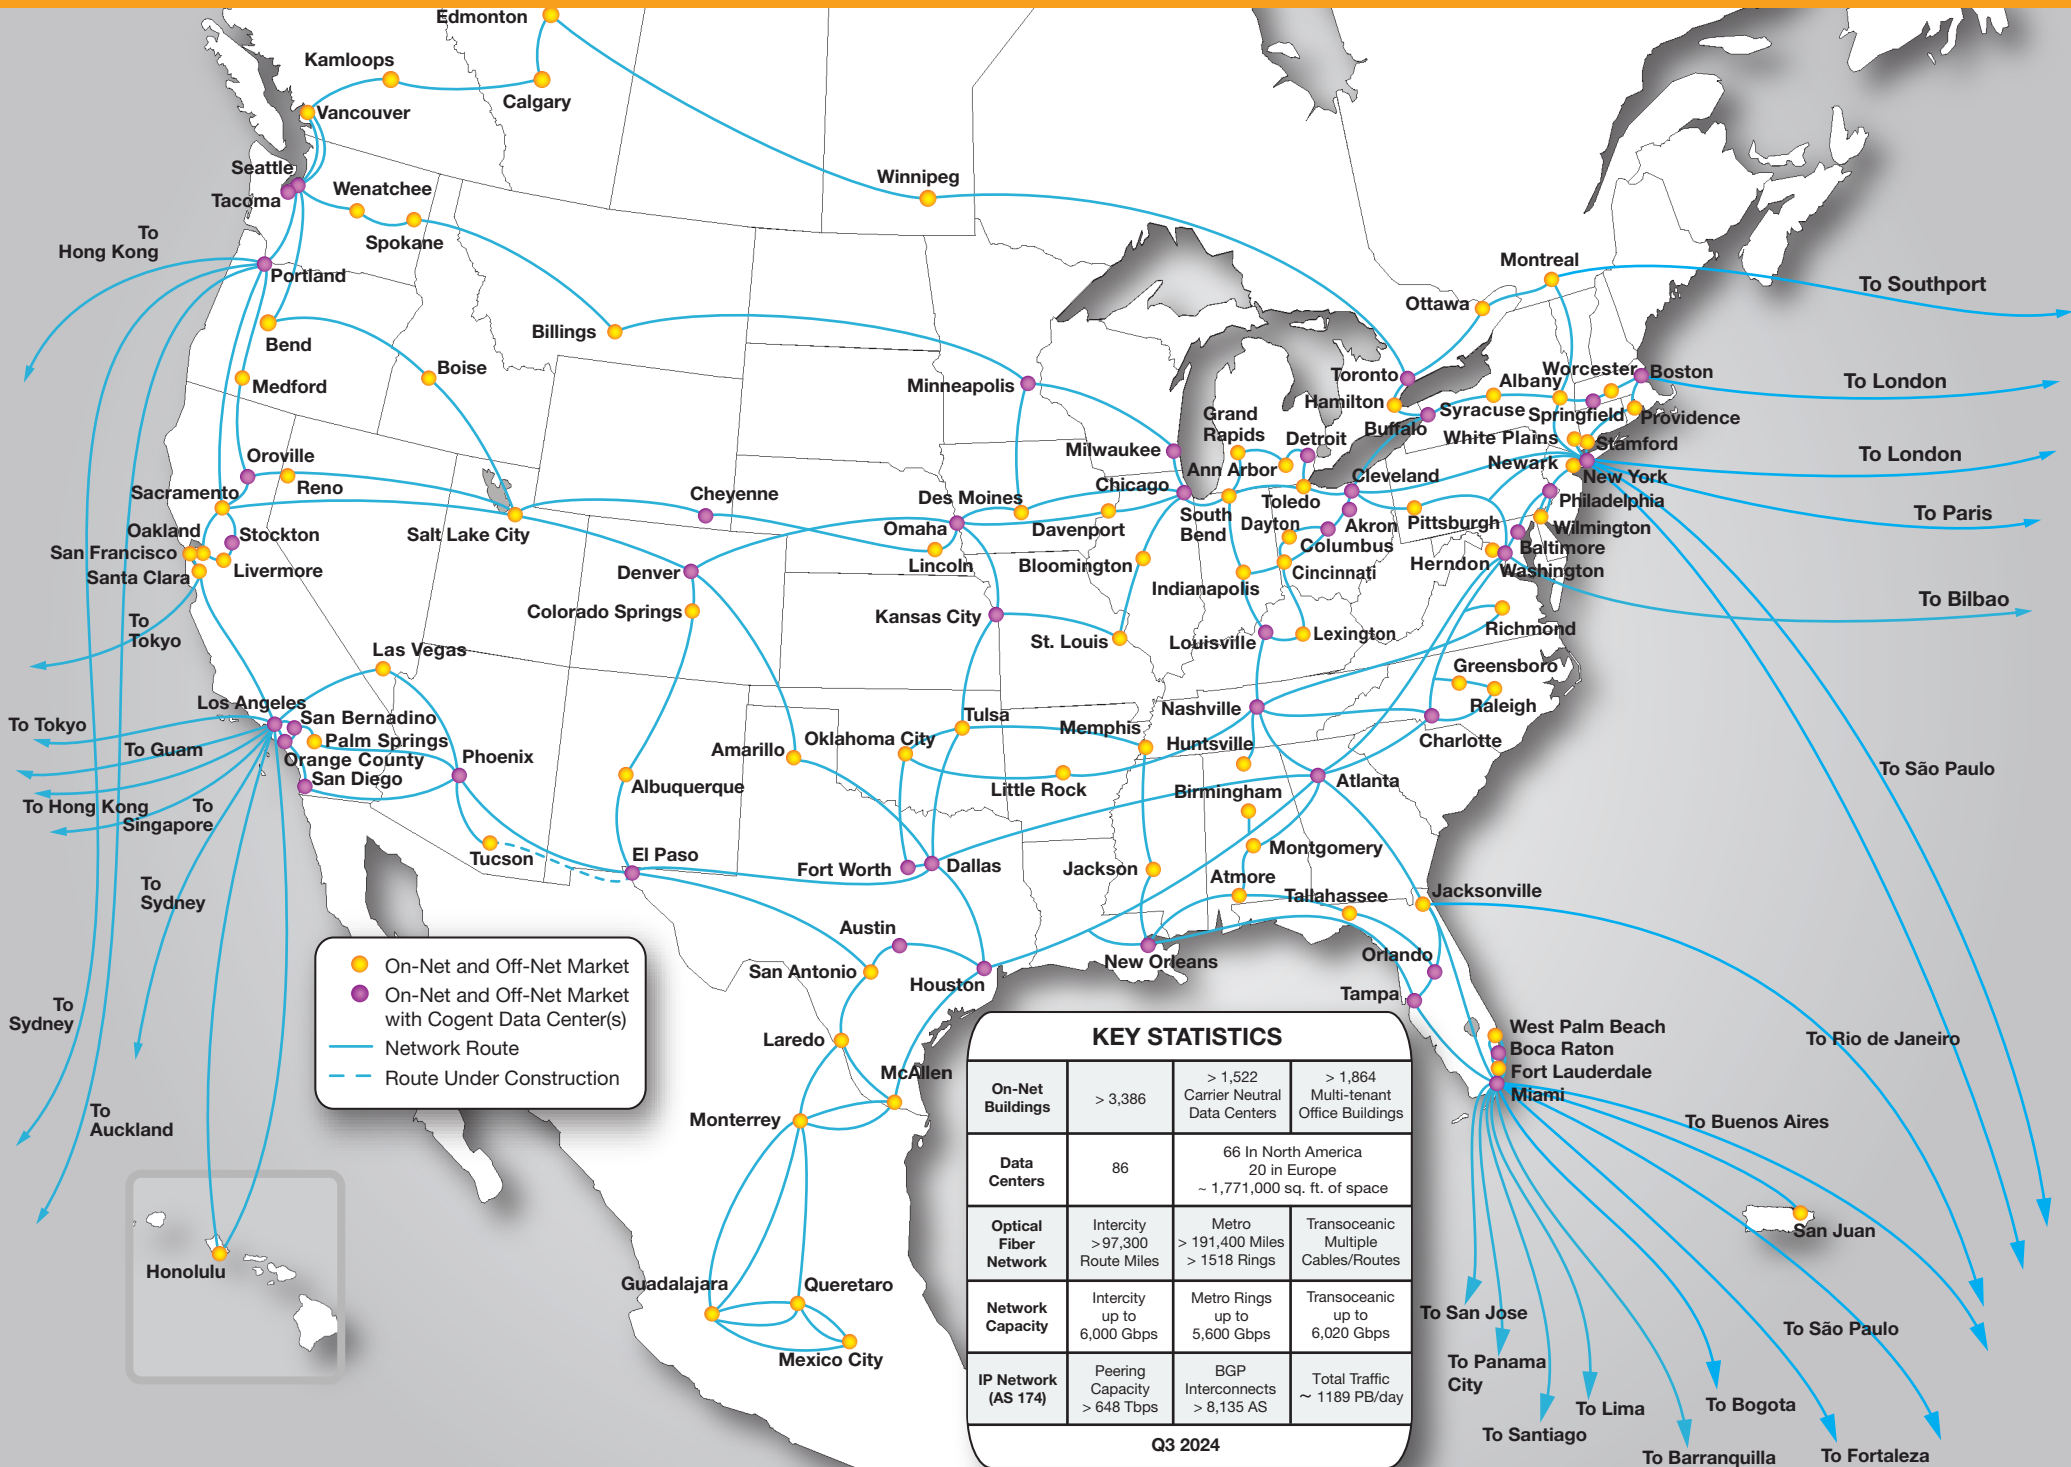 Edmonton
Kamloops
Calgary
Vancouver
Seattle
Tacoma
Wenatchee
Spokane
Winnipeg
To
Hong Kong
Portland
Bend
Billings
Boise
Medford
Minneapolis
Montreal
Ottawa
To Southport
Toronto
Hamilton
Buffalo
Syracuse
Albany
Worcester
Boston
Springfield
Providence
To London
White Plains
Stamford
Newark
New York
To London
Grand
Rapids
Detroit
Ann Arbor
Milwaukee
Chicago
Cleveland
Toledo
South
Bend
Dayton
Akron
Columbus
Pittsburgh
Philadelphia
Wilmington
Baltimore
Herndon
Washington
To Paris
To Bilbao
Oroville
Reno
Sacramento
Oakland
Stockton
San Francisco
Livermore
Santa Clara
Salt Lake City
Cheyenne
Des Moines
Omaha
Davenport
Lincoln
Bloomington
Indianapolis
Cincinnati
Denver
Colorado Springs
Kansas City
St. Louis
Louisville
Lexington
Richmond
To
Tokyo
Las Vegas
Greensboro
Raleigh
Los Angeles
San Bernadino
Palm Springs
Orange County
San Diego
To Tokyo
To Guam
To Hong Kong
To
Singapore
Phoenix
Tucson
Albuquerque
El Paso
Amarillo
Oklahoma City
Tulsa
Memphis
Nashville
Huntsville
Charlotte
Little Rock
Birmingham
Atlanta
To São Paulo
Fort Worth
Dallas
Jackson
Montgomery
Atmore
Tallahassee
Jacksonville
To
Sydney
Austin
San Antonio
Houston
New Orleans
Orlando
Tampa
To
Sydney
Laredo
McAllen
Monterrey
West Palm Beach
Boca Raton
Fort Lauderdale
Miami
To Rio de Janeiro
To
Auckland
To Buenos Aires
San Juan
Honolulu
Guadalajara
Queretaro
Mexico City
To San Jose
To Panama
City
To Santiago
To Lima
To Barranquilla
To Bogota
To São Paulo
To Fortaleza
On-Net and Off-Net Market
On-Net and Off-Net Market
with Cogent Data Center(s)
Network Route
Route Under Construction
KEY STATISTICS
On-Net
Buildings
> 3,386
> 1,522
Carrier Neutral
Data Centers
> 1,864
Multi-tenant
Office Buildings
Data
Centers
86
66 In North America
20 in Europe
~ 1,771,000 sq. ft. of space
Optical
Fiber
Network
Intercity
>97,300
Route Miles
Metro
> 191,400 Miles
> 1518 Rings
Transoceanic
Multiple
Cables/Routes
Network
Capacity
Intercity
up to
6,000 Gbps
Metro Rings
up to
5,600 Gbps
Transoceanic
up to
6,020 Gbps
IP Network
(AS 174)
Peering
Capacity
> 648 Tbps
BGP
Interconnects
> 8,135 AS
Total Traffic
~ 1189 PB/day
Q3 2024